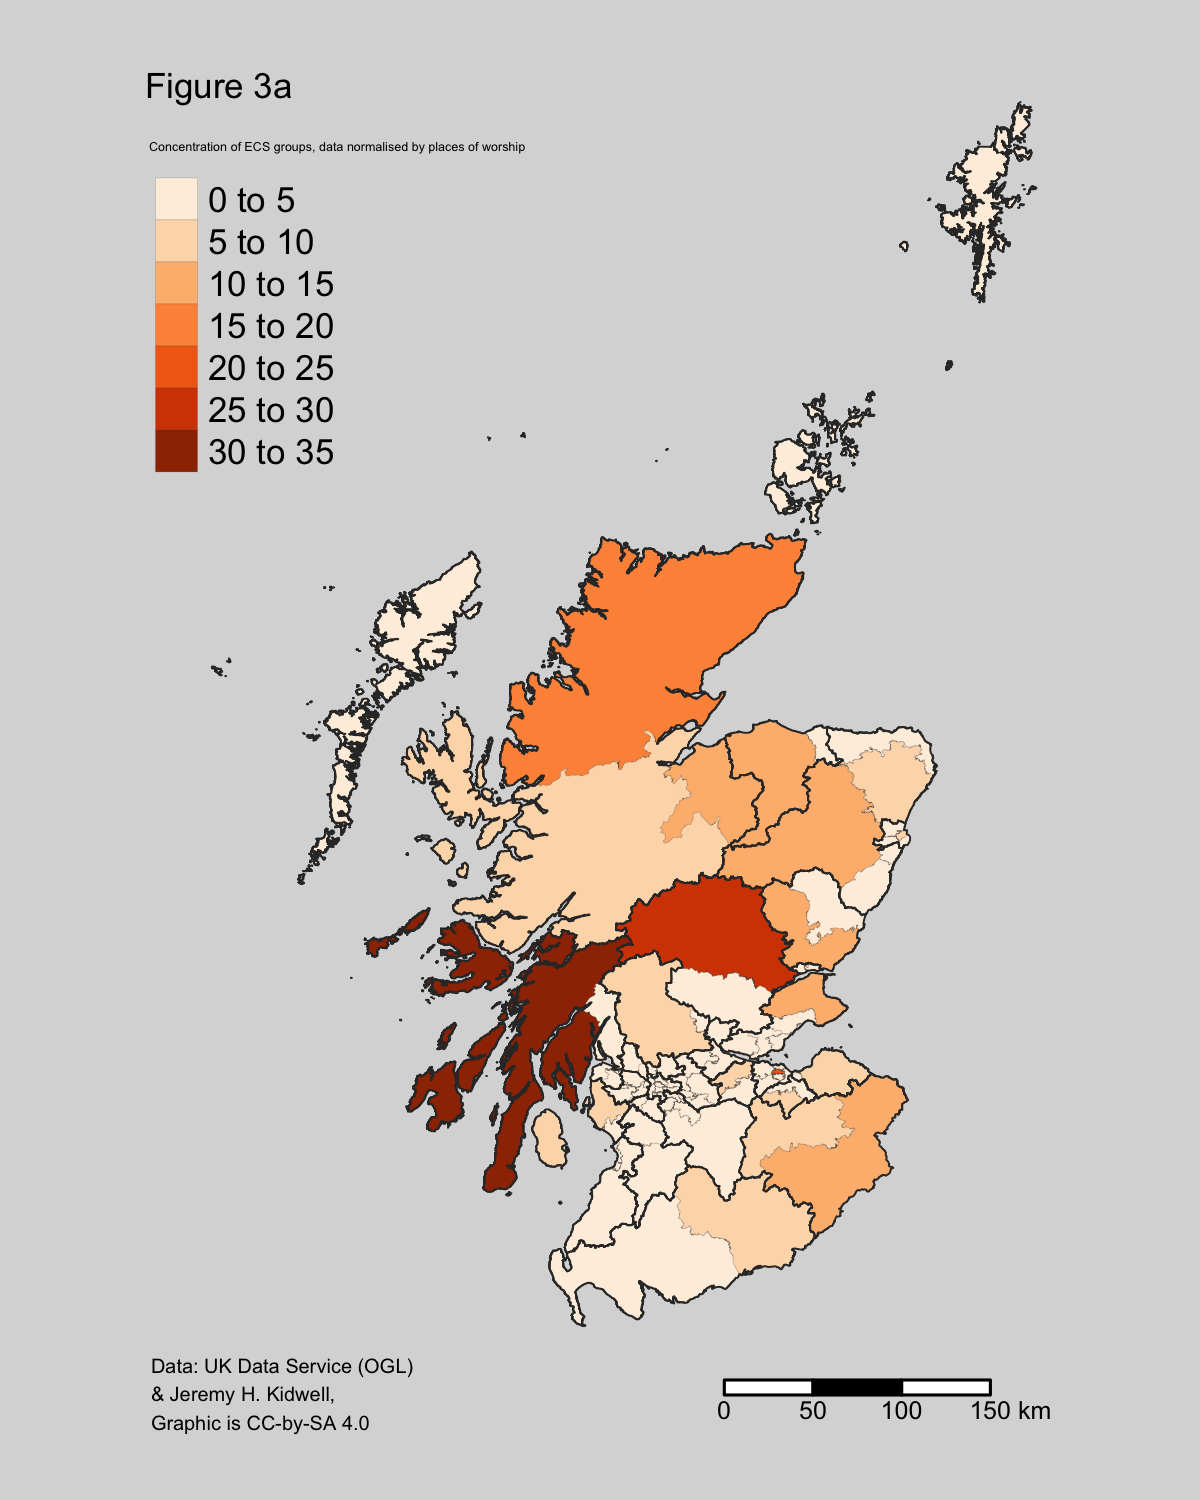 Figure 3a
Concentration of ECS groups, data normalised by places of worship
0 to 5
5 to 10
10 to 15
15 to 20
20 to 25
25 to 30
30 to 35
Data: UK Data Service (OGL)
& Jeremy H. Kidwell,
Graphic is CC-by-SA 4.0
0 50 100 150 km